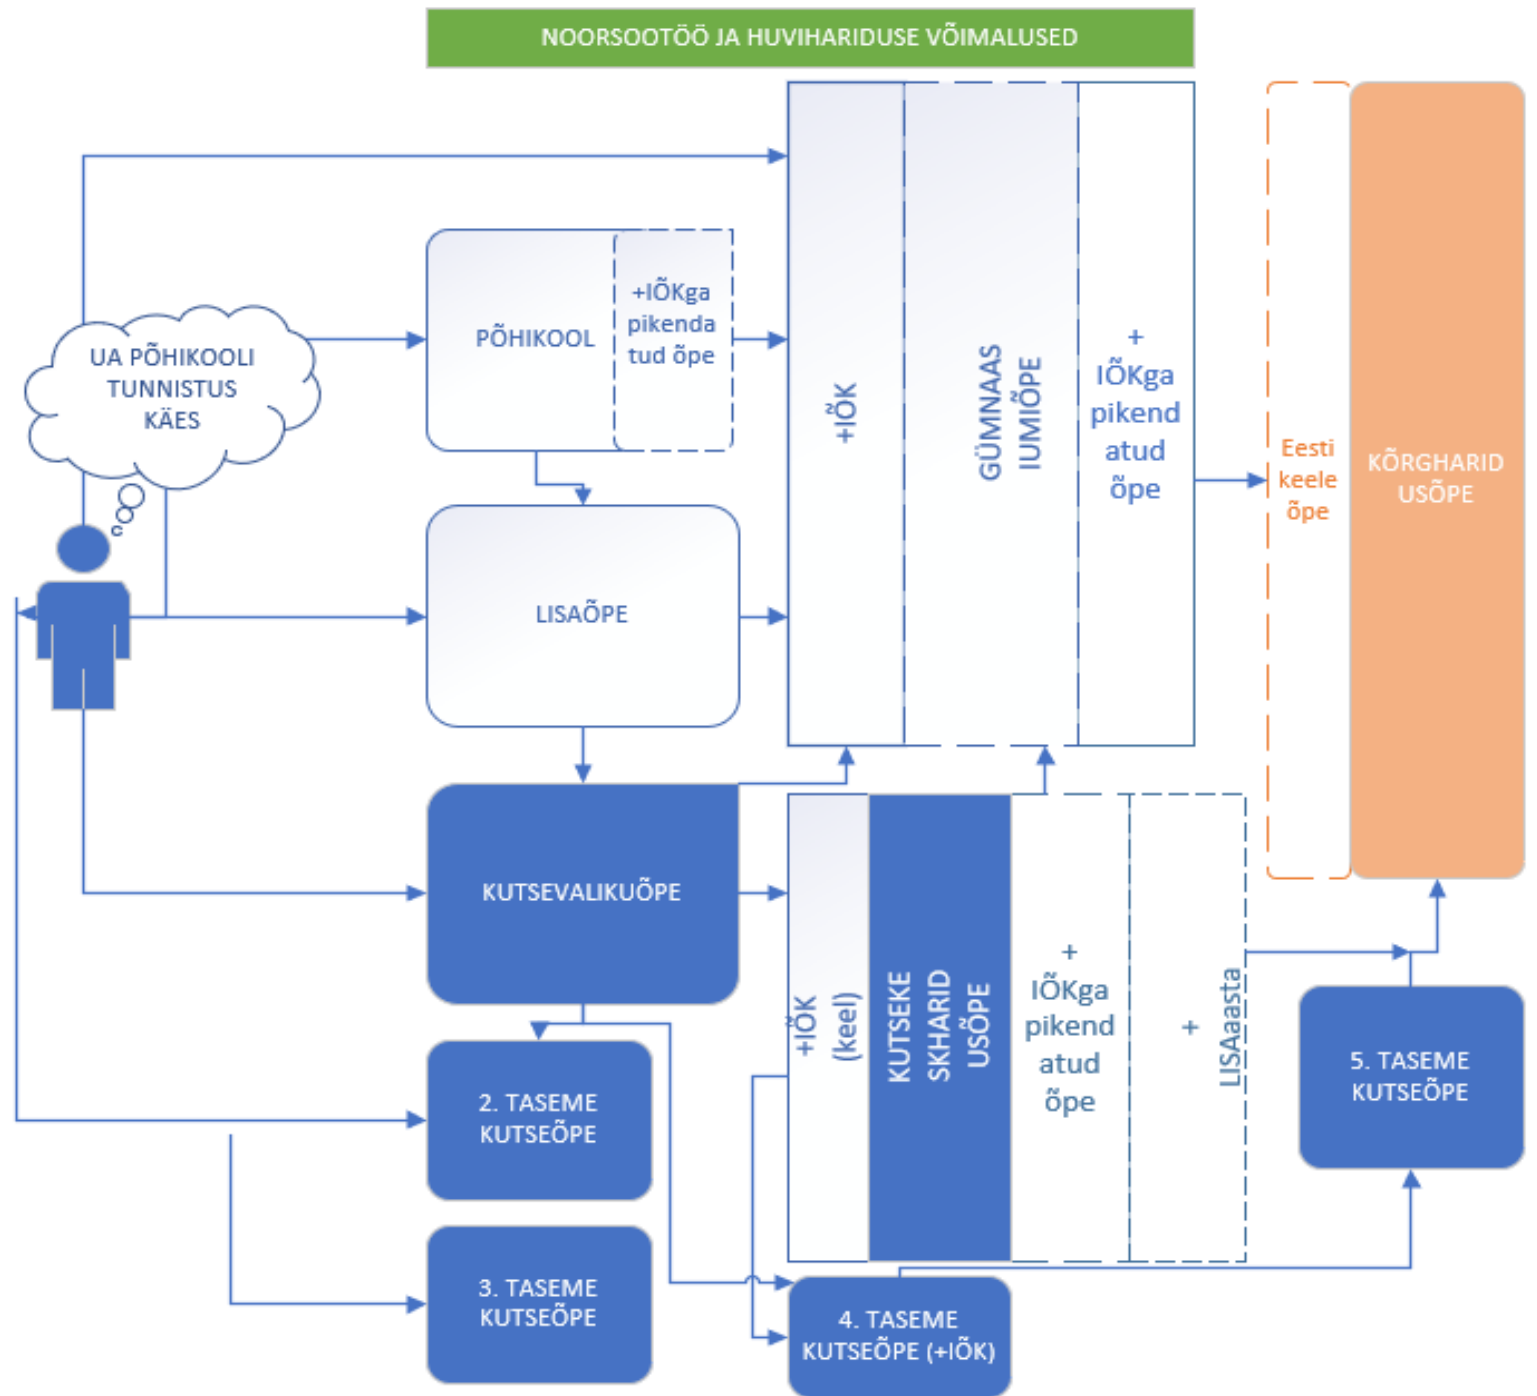 NOORSOOTÖÖ JA HUVIHARIDUSE VÕIMALUSED
UA PÕHIKOOLI
TUNNISTUS
KÄES
PÕHIKOOL
+IÕKga
pikenda
tud õpe
+IÕK
GÜMNAAS
IUMIÕPE
+
IÕKga
pikend
atud
õpe
Eesti
keele
õpe
KÕRGHARID
USÕPE
LISAÕPE
KUTSEVALIKUÕPE
+IÕK
(keel)
KUTSEKE
SKHARID
USÕPE
+
IÕKga
pikend
atud
õpe
+
LISAaasta
5. TASEME
KUTSEÕPE
2. TASEME
KUTSEÕPE
3. TASEME
KUTSEÕPE
4. TASEME
KUTSEÕPE (+IÕK)